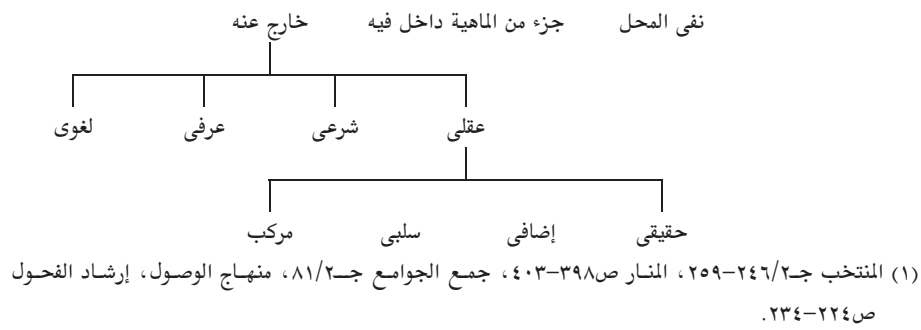 نفى المحل جزء من الماهية داخل فيه خارج عنه
عقلى شرعى عرفى لغوى
حقيقى إضافى سلبى مركب
(١) المنتخب جـ٢/٢٤٦-٢٥٩، المنار ص٣٩٨-٤٠٣، جمع الجوامع جـ٢/٨١، منهاج الوصول، إرشاد الفحول
ص٢٢٤-٢٣٤.